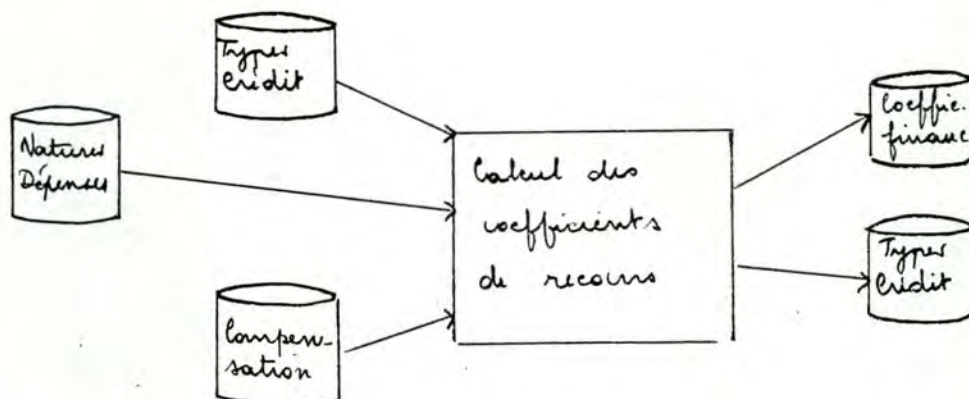 Types
Crédit
Natures
Dépenses
Compen-
sation
Calcul des
coefficients
de recours
Coeffic.
financ
Types
Crédit